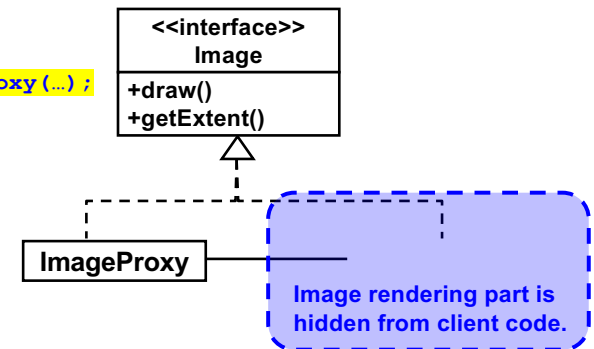 <<interface>>
Image
oxy(…);
+draw()
+getExtent()
ImageProxy
Image rendering part is
hidden from client code.